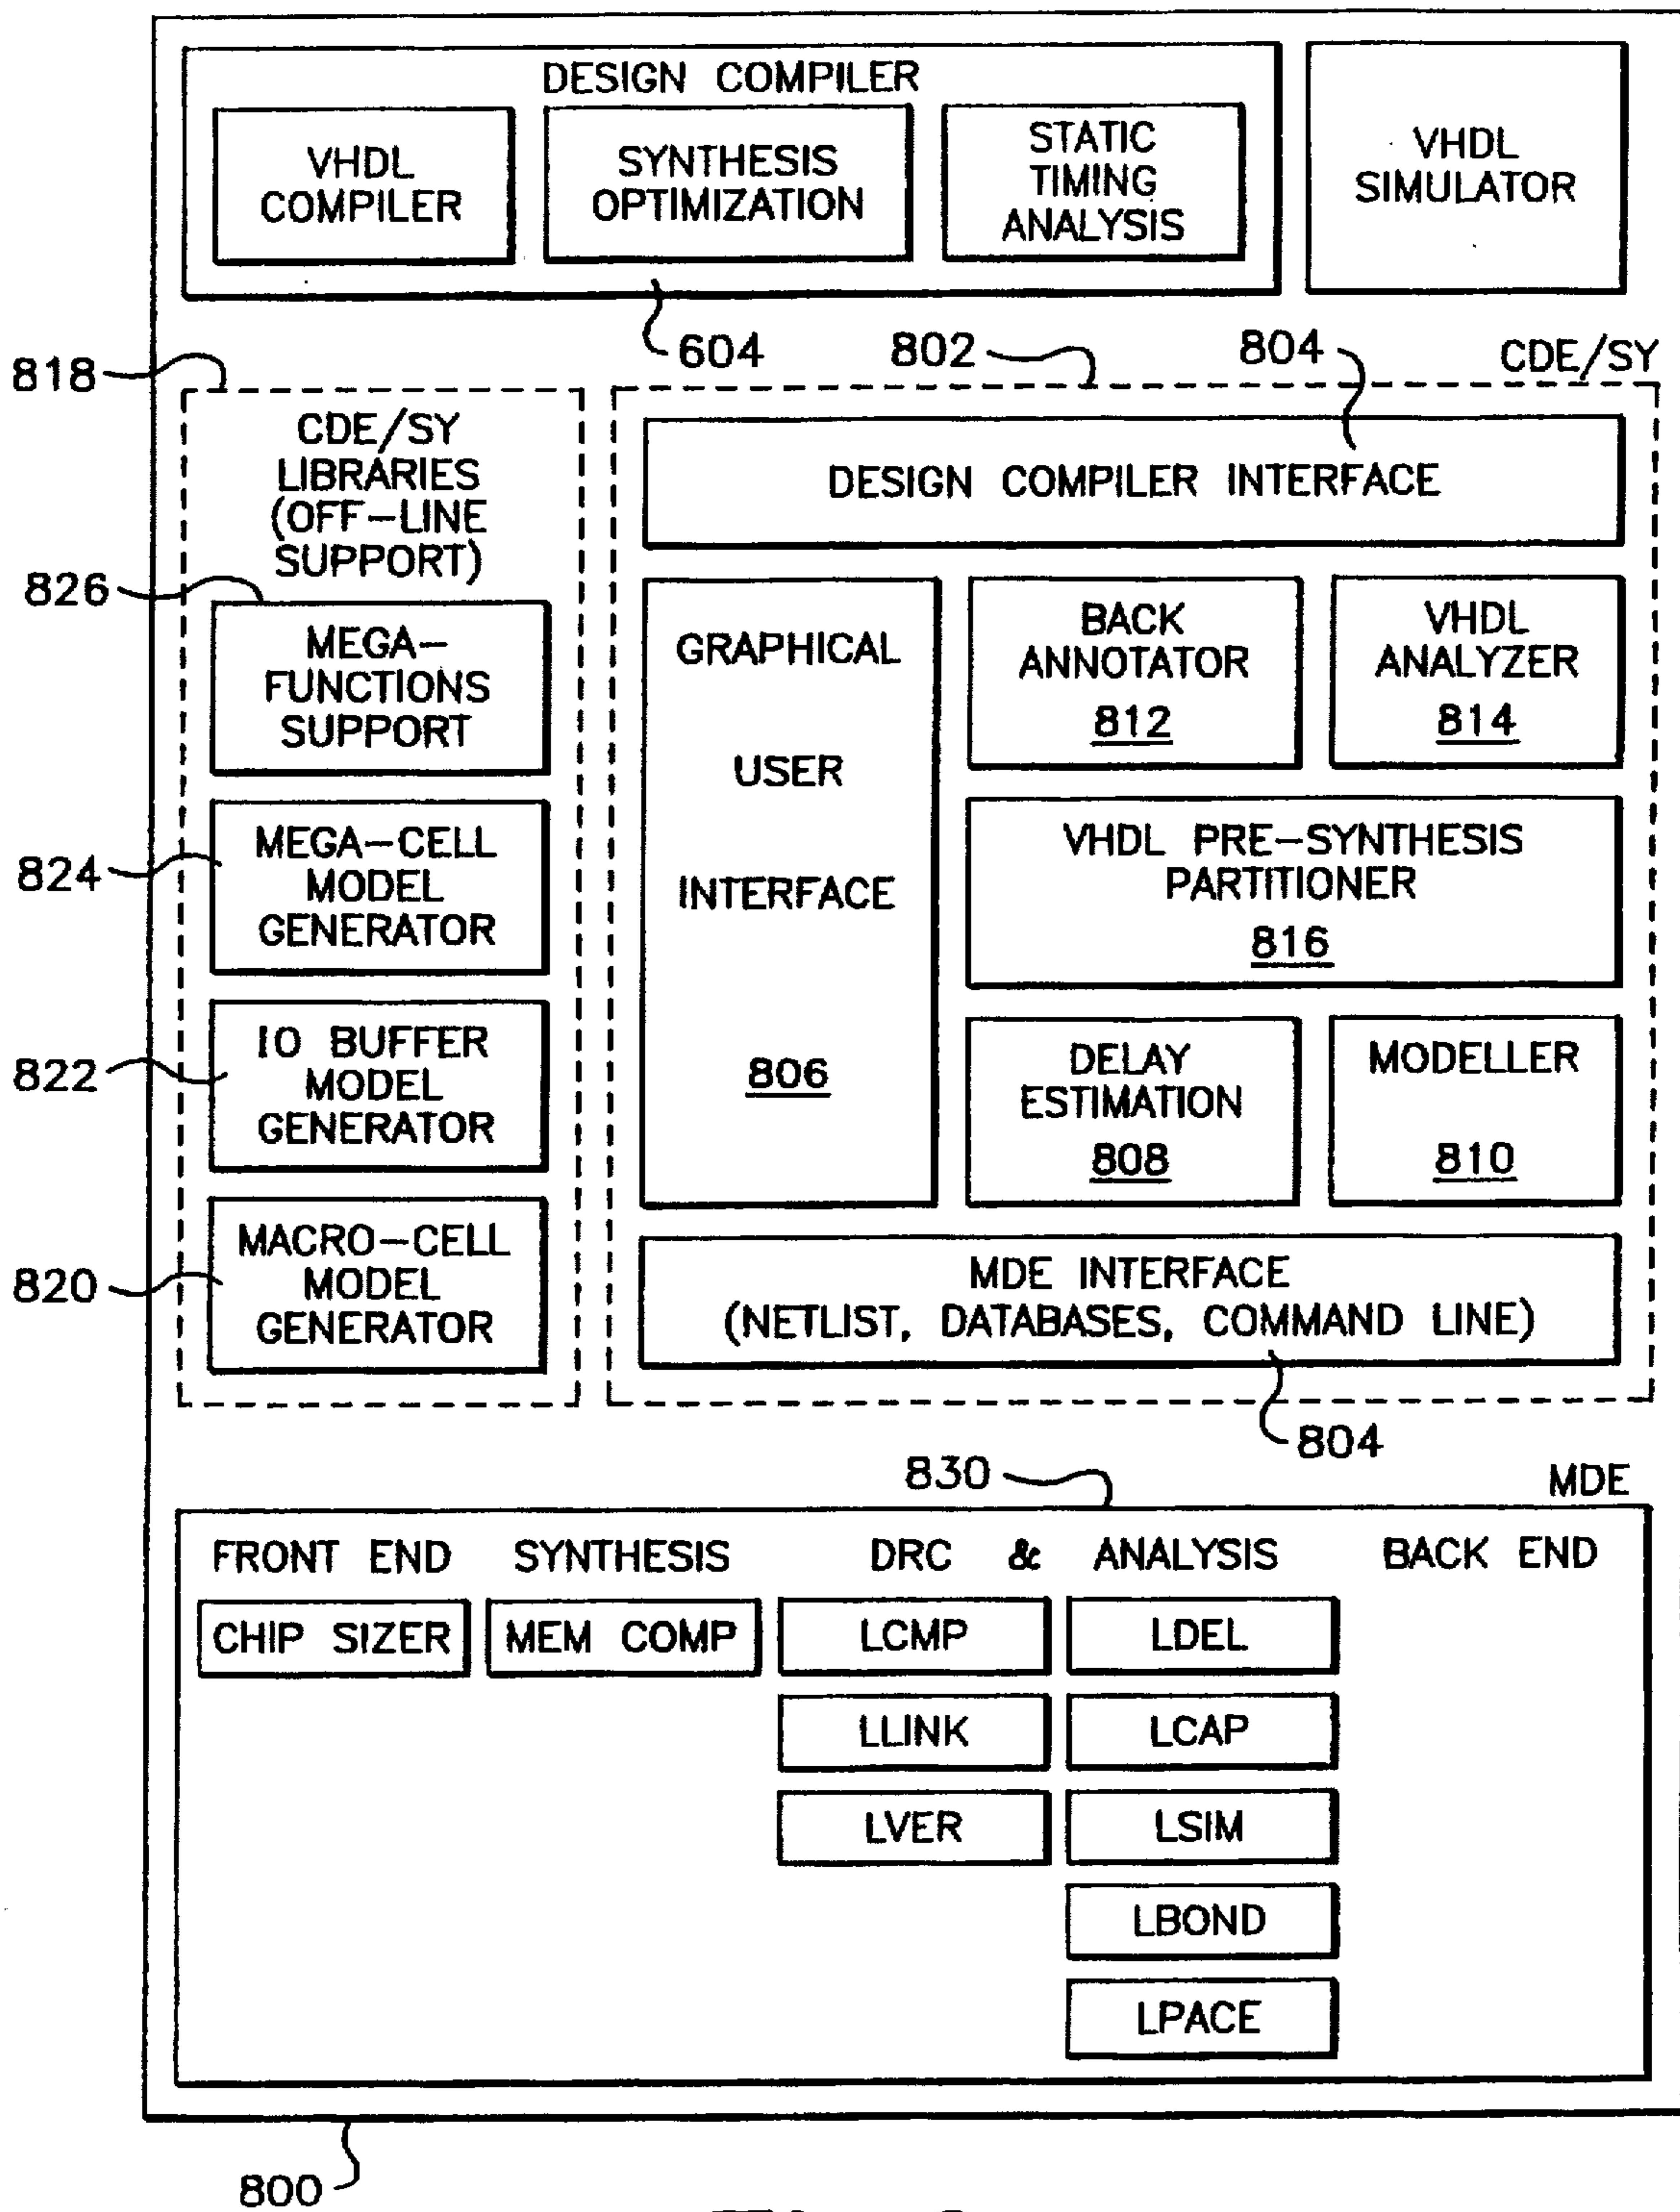 DESIGN COMPILER
VHDL
COMPILER
SYNTHESIS
OPTIMIZATION
STATIC
TIMING
ANALYSIS
VHDL
SIMULATOR
604
818
802
804
CDE/SY
CDE/SY
LIBRARIES
(OFF-LINE
SUPPORT)
826
MEGA-
FUNCTIONS
SUPPORT
824
MEGA-CELL
MODEL
GENERATOR
822
IO BUFFER
MODEL
GENERATOR
820
MACRO-CELL
MODEL
GENERATOR
DESIGN COMPILER INTERFACE
GRAPHICAL
USER
INTERFACE
806
BACK
ANNOTATOR
812
VHDL
ANALYZER
814
VHDL PRE-SYNTHESIS
PARTITIONER
816
DELAY
ESTIMATION
808
MODELLER
810
MDE INTERFACE
(NETLIST, DATABASES, COMMAND LINE)
804
830
MDE
FRONT END SYNTHESIS DRC & ANALYSIS BACK END
CHIP SIZER MEM COMP LCMP LDEL
LLINK LCAP
LVER LSIM
LBOND
LPACE
800